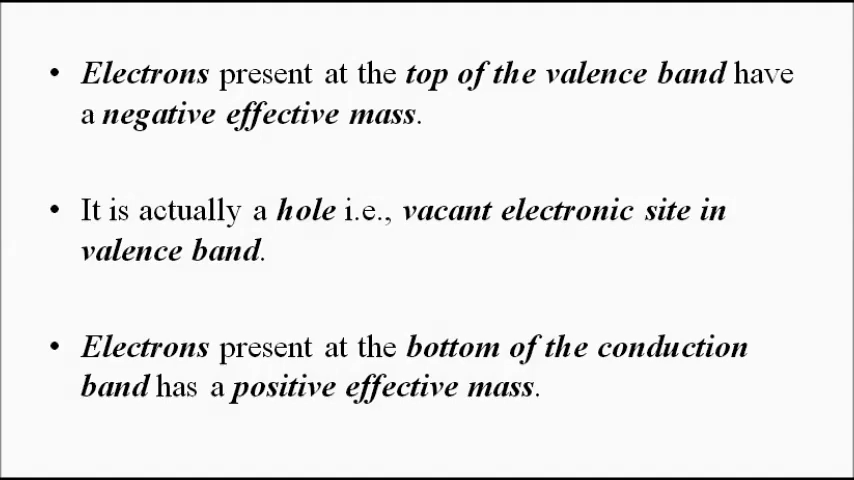 • Electrons present at the top of the valence band have
a negative effective mass.
• It is actually a hole i.e., vacant electronic site in
valence band.
• Electrons present at the bottom of the conduction
band has a positive effective mass.